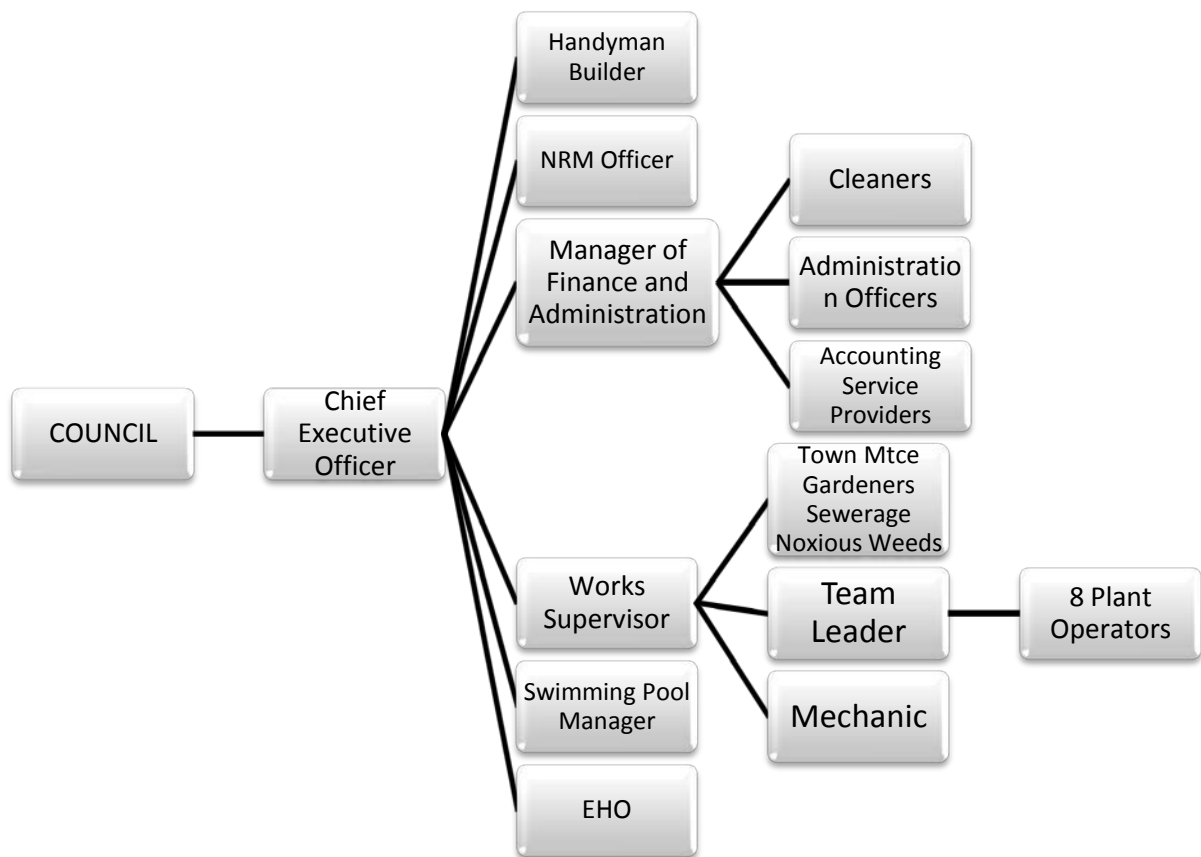 Handyman
Builder
NRM Officer
Manager of
Finance and
Administration
Cleaners
Administratio
n Officers
Accounting
Service
Providers
COUNCIL
Chief
Executive
Officer
Works
Supervisor
Town Mtce
Gardeners
Sewerage
Noxious Weeds
Team
Leader
8 Plant
Operators
Mechanic
Swimming Pool
Manager
EHO